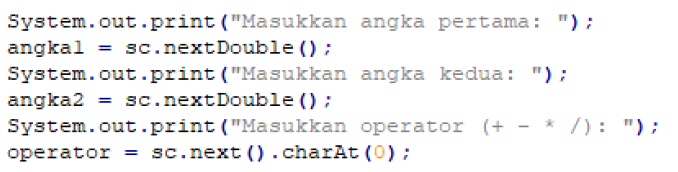 System.out.print("Masukkan angka pertama: ");
angka1 = sc.nextDouble();
System.out.print("Masukkan angka kedua: ");
angka2 = sc.nextDouble();
System.out.print("Masukkan operator (+ - * /): ");
operator = sc.next().charAt(0);